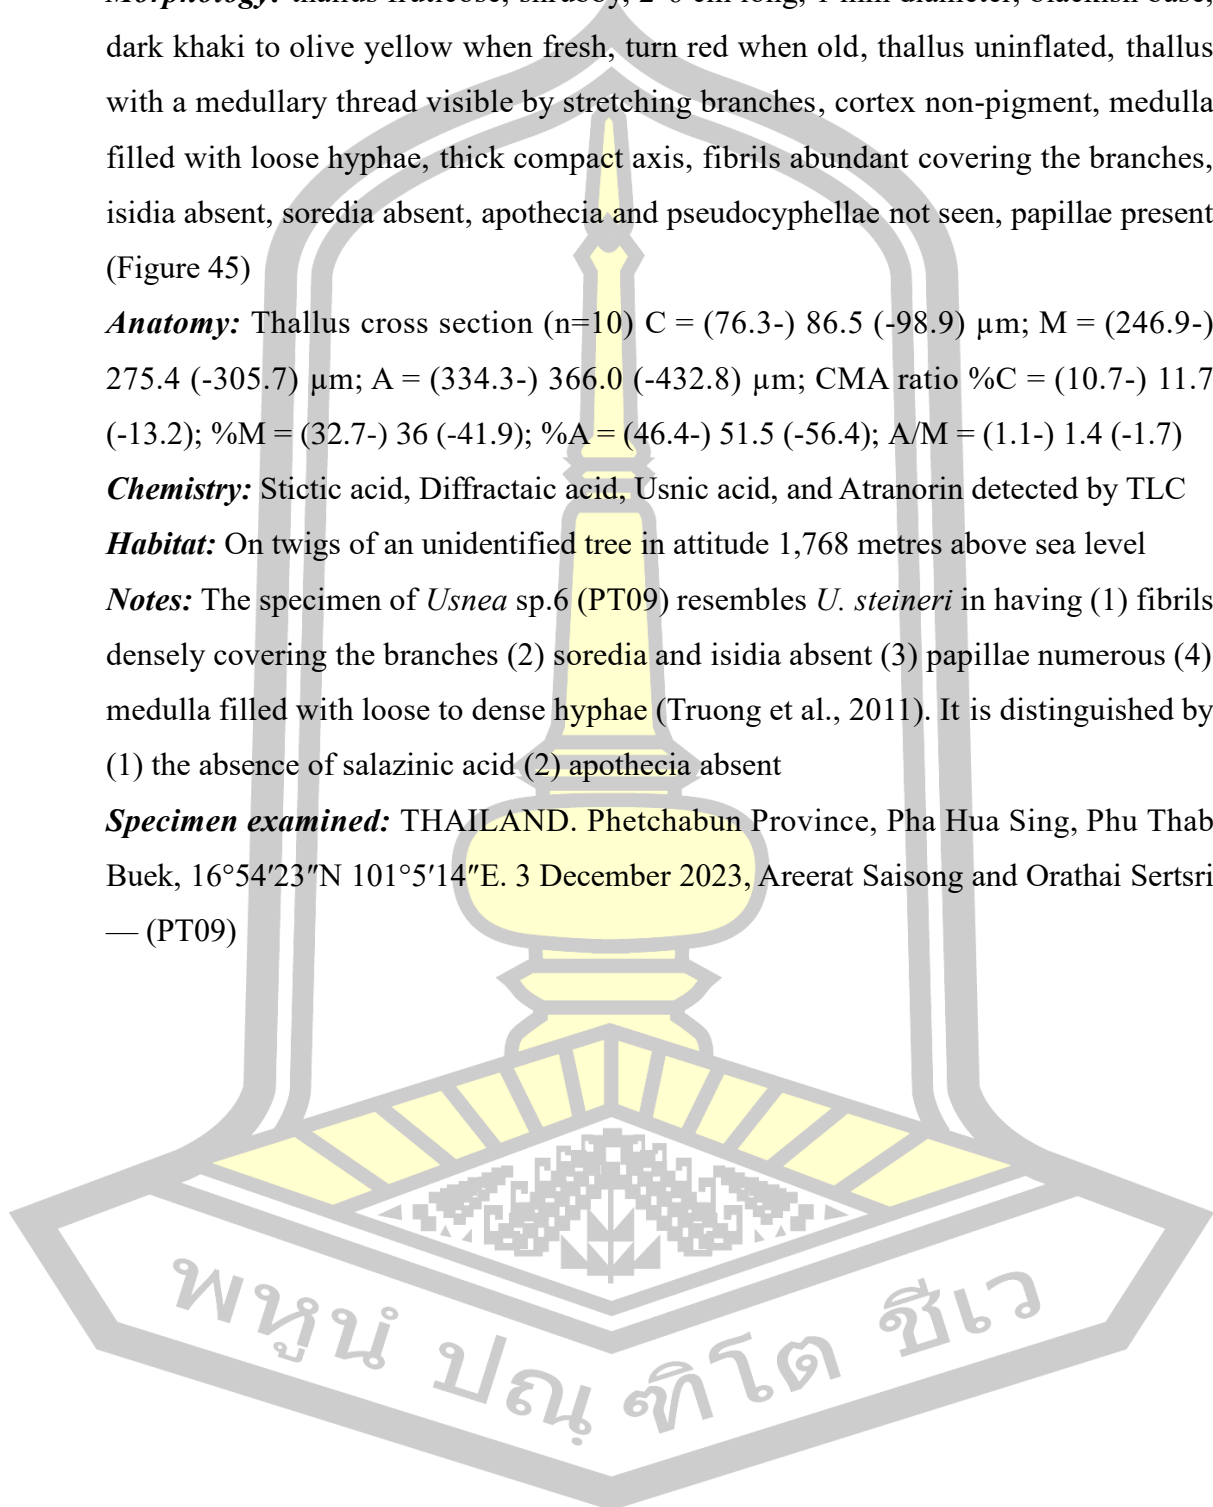 Morphology: thallus fruticose, shrubby, 2-6 cm long, 1 mm diameter, blackish base,
dark khaki to olive yellow when fresh, turn red when old, thallus uninflated, thallus
with a medullary thread visible by stretching branches, cortex non-pigment, medulla
filled with loose hyphae, thick compact axis, fibrils abundant covering the branches,
isidia absent, soredia absent, apothecia and pseudocyphellae not seen, papillae present
(Figure 45)
Anatomy: Thallus cross section (n=10) C = (76.3-) 86.5 (-98.9) µm; M = (246.9-)
275.4 (-305.7) µm; A = (334.3-) 366.0 (-432.8) µm; CMA ratio %C = (10.7-) 11.7
(-13.2); %M = (32.7-) 36 (-41.9); %A = (46.4-) 51.5 (-56.4); A/M = (1.1-) 1.4 (-1.7)
Chemistry: Stictic acid, Diffractaic acid, Usnic acid, and Atranorin detected by TLC
Habitat: On twigs of an unidentified tree in attitude 1,768 metres above sea level
Notes: The specimen of Usnea sp.6 (PT09) resembles U. steineri in having (1) fibrils
densely covering the branches (2) soredia and isidia absent (3) papillae numerous (4)
medulla filled with loose to dense hyphae (Truong et al., 2011). It is distinguished by
(1) the absence of salazinic acid (2) apothecia absent
Specimen examined: THAILAND. Phetchabun Province, Pha Hua Sing, Phu Thab
Buek, 16°54′23″N 101°5′14″E. 3 December 2023, Areerat Saisong and Orathai Sertsri
— (PT09)
พหูนํ ปณฺฑิโต ชีเว